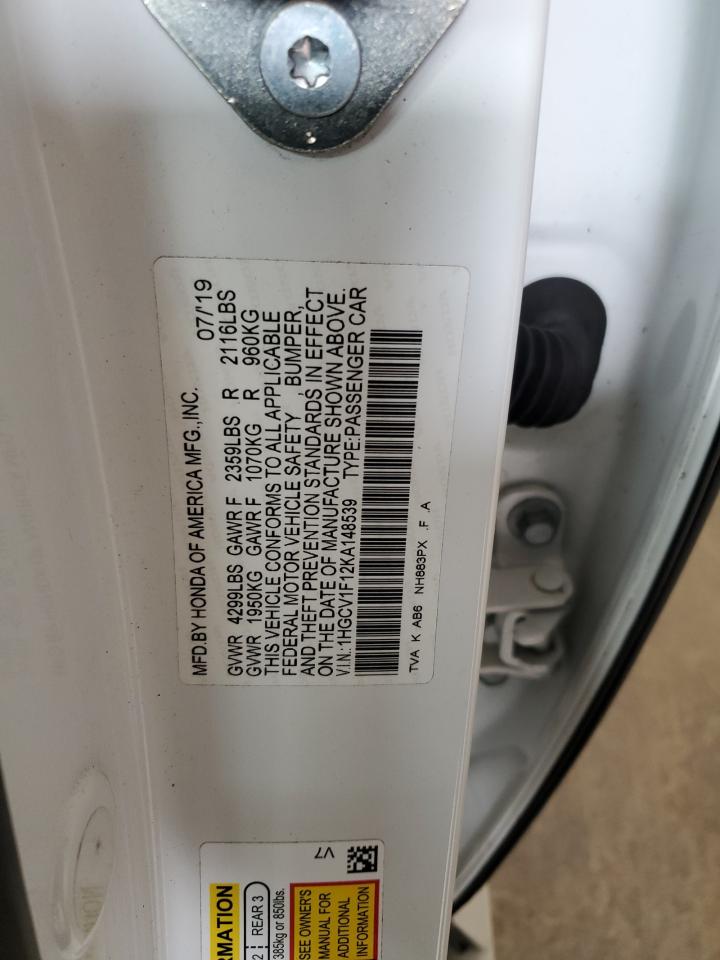 MFD.BY HONDA OF AMERICA MFG.,INC. 07/'19
GVWR 4299LBS GAWR F 2359LBS R 2116LBS
GVWR 1950KG GAWR F 1070KG R 960KG
THIS VEHICLE CONFORMS TO ALL APPLICABLE
FEDERAL MOTOR VEHICLE SAFETY , BUMPER,
AND THEFT PREVENTION STANDARDS IN EFFECT
ON THE DATE OF MANUFACTURE SHOWN ABOVE.
V.I.N.:1HGCV1F12KA148539 TYPE:PASSENGER CAR
TVA K AB6 NH883PX .F .A
RMATION
2 REAR 3
385kg or 850lbs.
SEE OWNER'S
MANUAL FOR
ADDITIONAL
INFORMATION
V7